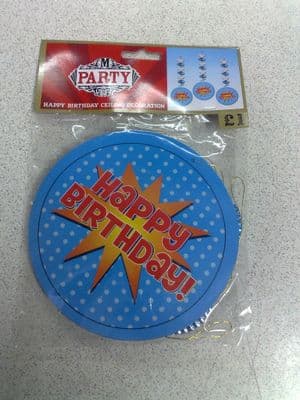 M
PARTY
HAPPY BIRTHDAY CEILING DECORATION
£1
HAPPY
BIRTHDAY!